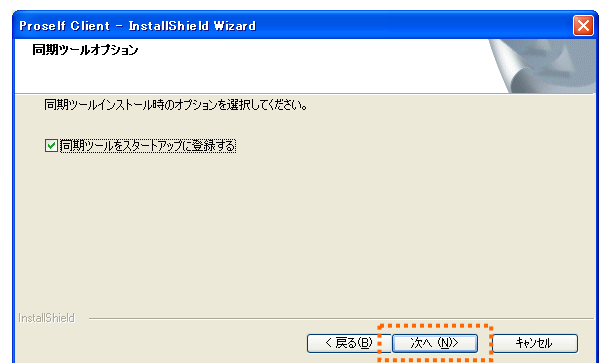 Proself Client - InstallShield Wizard
同期ツールオプション
同期ツールインストール時のオプションを選択してください。
同期ツールをスタートアップに登録する
InstallShield
< 戻る(B) 次へ (N)> キャンセル